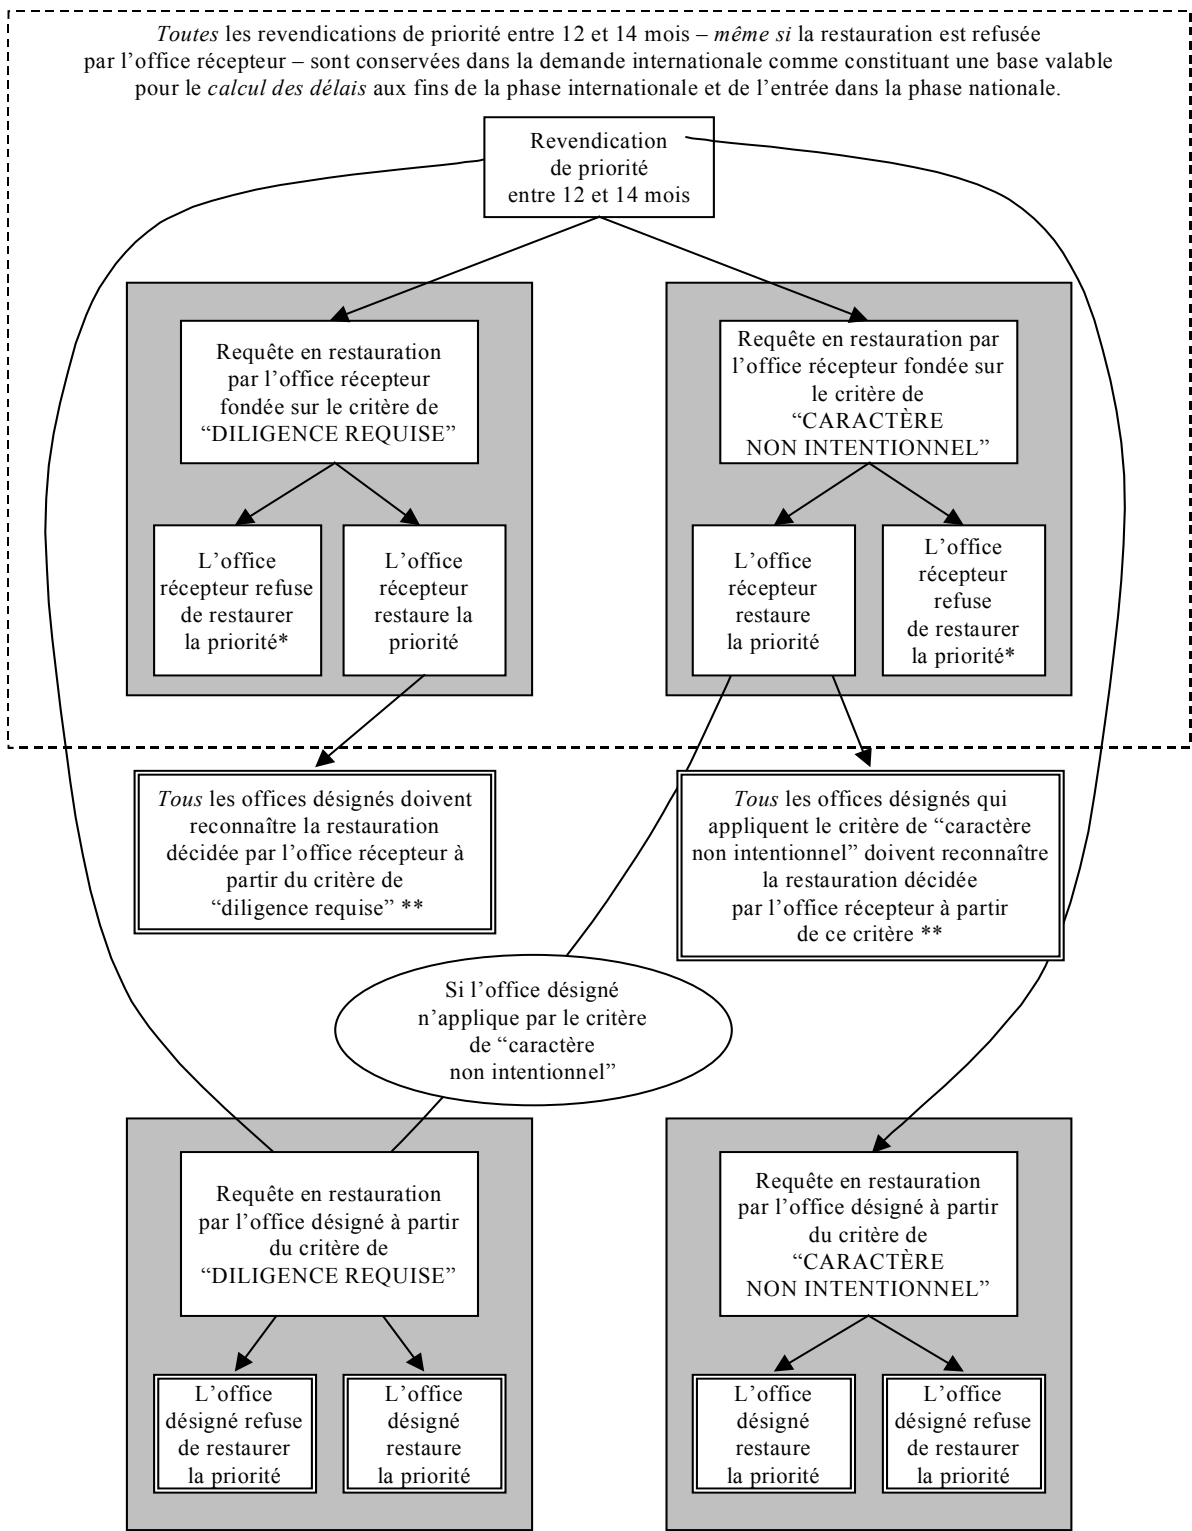 Toutes les revendications de priorité entre 12 et 14 mois – même si la restauration est refusée
par l’office récepteur – sont conservées dans la demande internationale comme constituant une base valable
pour le calcul des délais aux fins de la phase internationale et de l’entrée dans la phase nationale.
Revendication
de priorité
entre 12 et 14 mois
Requête en restauration
par l’office récepteur
fondée sur le critère de
“DILIGENCE REQUISE”
Requête en restauration par
l’office récepteur fondée sur
le critère de
“CARACTÈRE
NON INTENTIONNEL”
L’office
récepteur refuse
de restaurer
la priorité*
L’office
récepteur
restaure la
priorité
L’office
récepteur
restaure
la priorité
L’office
récepteur
refuse
de restaurer
la priorité*
Tous les offices désignés doivent
reconnaître la restauration
décidée par l’office récepteur à
partir du critère de
“diligence requise” **
Tous les offices désignés qui
appliquent le critère de “caractère
non intentionnel” doivent reconnaître
la restauration décidée
par l’office récepteur à partir
de ce critère **
Si l’office désigné
n’applique par le critère
de “caractère
non intentionnel”
Requête en restauration
par l’office désigné à partir
du critère de
“DILIGENCE REQUISE”
Requête en restauration
par l’office désigné à partir
du critère de
“CARACTÈRE
NON INTENTIONNEL”
L’office
désigné refuse
de restaurer
la priorité
L’office
désigné
restaure
la priorité
L’office
désigné
restaure
la priorité
L’office
désigné refuse
de restaurer
la priorité